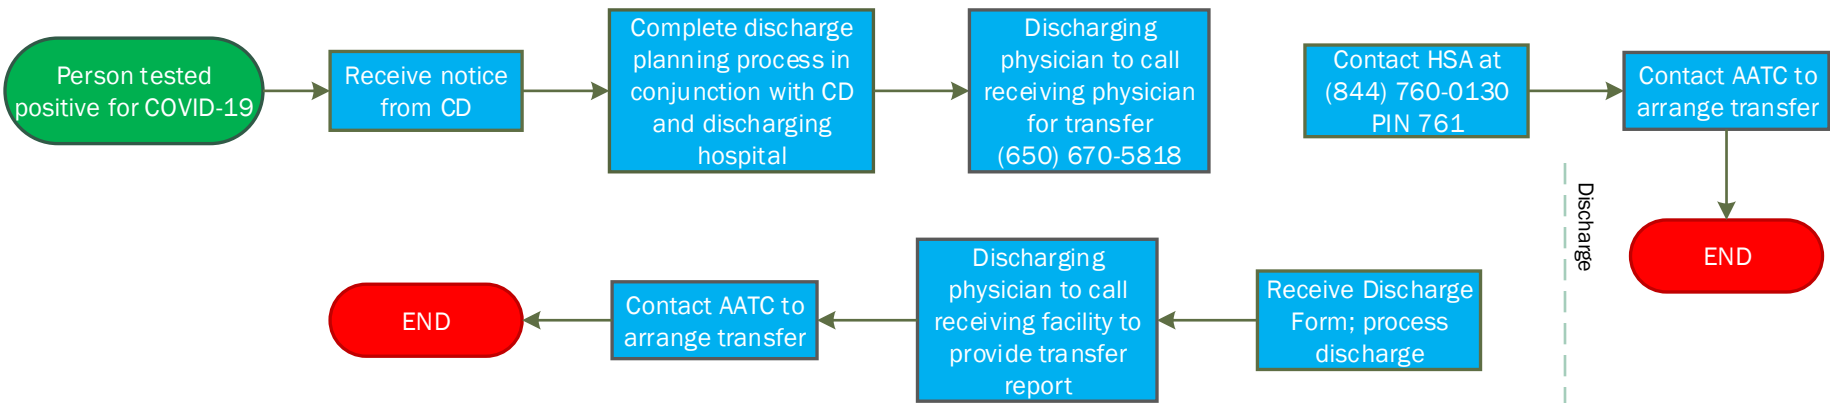 Person tested
positive for COVID-19
Receive notice
from CD
Complete discharge
planning process in
conjunction with CD
and discharging
hospital
Discharging
physician to call
receiving physician
for transfer
(650) 670-5818
Contact HSA at
(844) 760-0130
PIN 761
Contact AATC to
arrange transfer
END
Discharge
Receive Discharge
Form; process
discharge
Discharging
physician to call
receiving facility to
provide transfer
report
Contact AATC to
arrange transfer
END